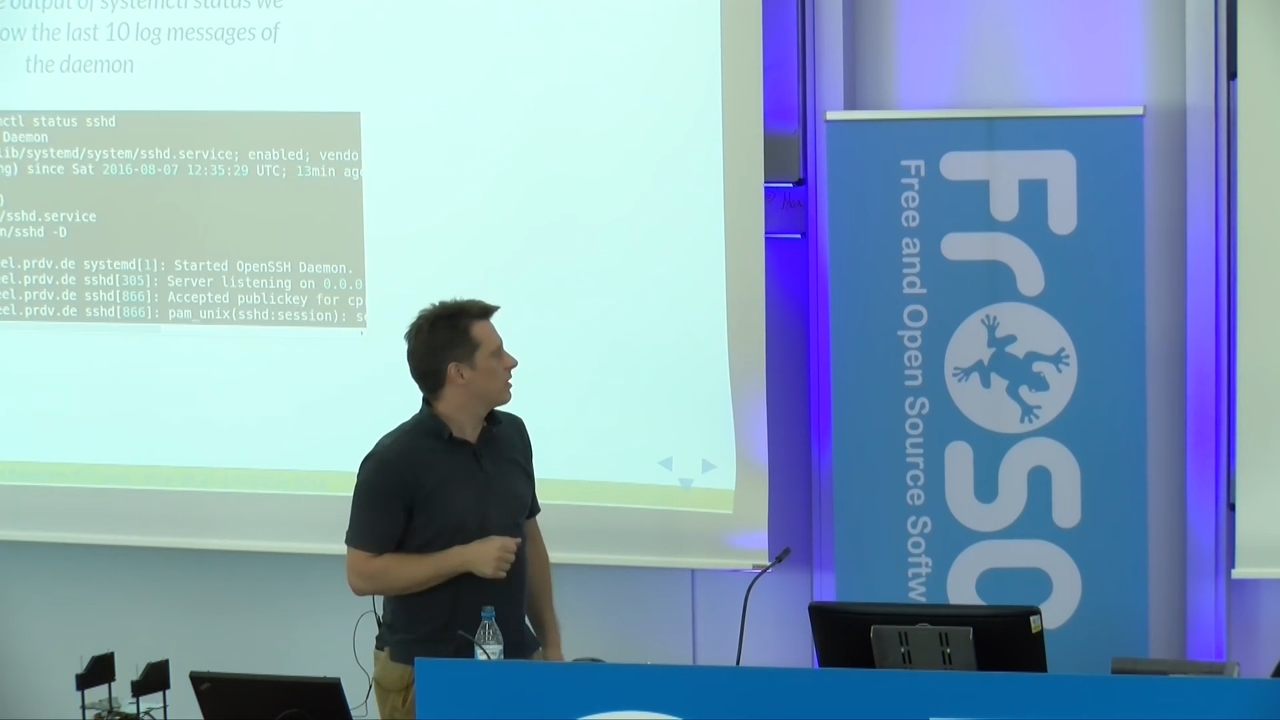 output of systemctl status we
ow the last 10 log messages of
the daemon
ctl status sshd
Daemon
lib/systemd/system/sshd.service; enabled; vendo
ng) since Sat 2016-08-07 12:35:29 UTC; 13min ago
)
/sshd.service
n/sshd -D
eel.prdv.de systemd[1]: Started OpenSSH Daemon.
eel.prdv.de sshd[305]: Server listening on 0.0.0
eel.prdv.de sshd[866]: Accepted publickey for cp
eel.prdv.de sshd[866]: pam_unix(sshd:session): s
FrOSC
Free and Open Source Softw